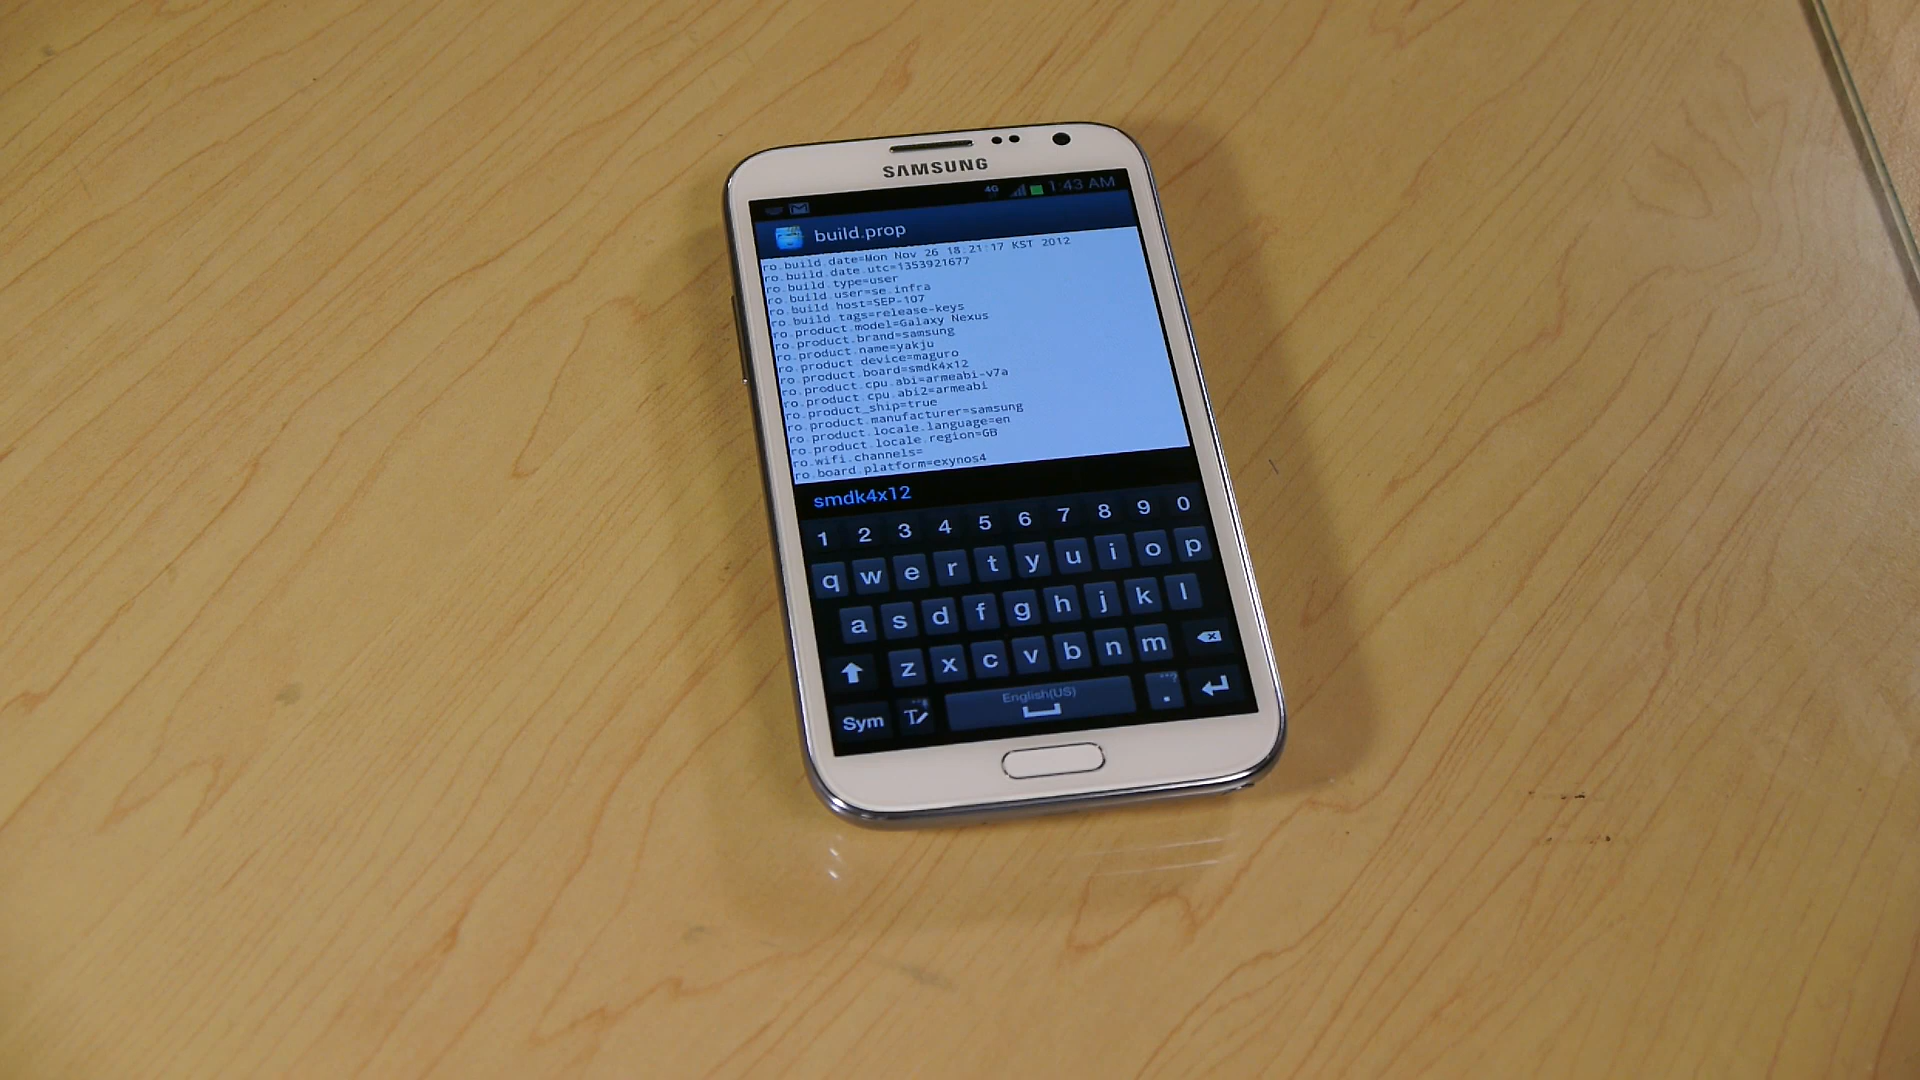 SAMSUNG
4G 1:43 AM
build.prop
ro.build.date=Mon Nov 26 18:21:17 KST 2012
ro.build.date.utc=1353921677
ro.build.type=user
ro.build.user=se.infra
ro.build.host=SEP-107
ro.build.tags=release-keys
ro.product.model=Galaxy Nexus
ro.product.brand=samsung
ro.product.name=yakju
ro.product.device=maguro
ro.product.board=smdk4x12
ro.product.cpu.abi=armeabi-v7a
ro.product.cpu.abi2=armeabi
ro.product_ship=true
ro.product.manufacturer=samsung
ro.product.locale.language=en
ro.product.locale.region=GB
ro.wifi.channels=
ro.board.platform=exynos4
smdk4x12
1 2 3 4 5 6 7 8 9 0
q w e r t y u i o p
a s d f g h j k l
z x c v b n m
Sym T English(US) .